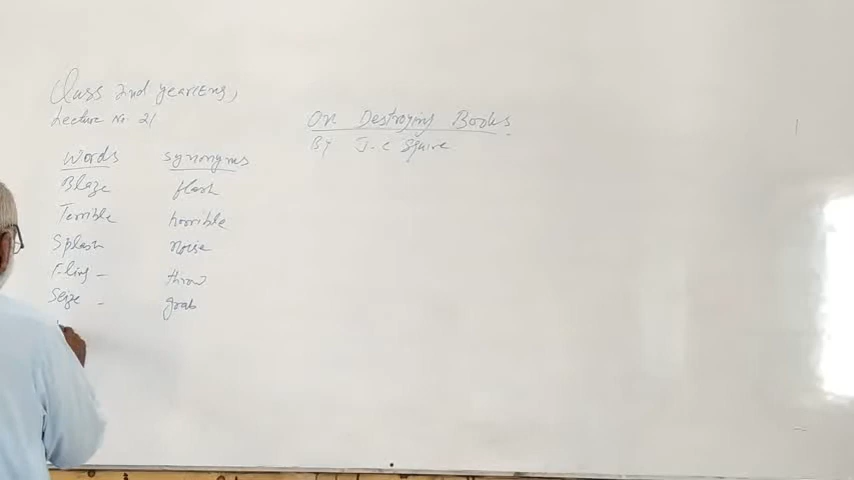 Class 2nd year (Eng)
Lecture No 21
On Destroying Books.
By J.C Squire
Words Synonyms
Blaze flash
Terrible horrible
Splash noise
Fling - throw
Seize - grab